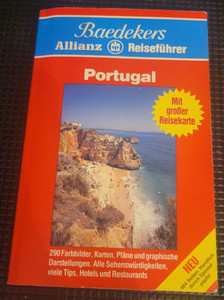 Baedekers
Allianz Reiseführer
Portugal
Mit
großer
Reisekarte
290 Farbbilder, Karten, Pläne und graphische
Darstellungen. Alle Sehenswürdigkeiten,
viele Tips, Hotels und Restaurants
NEU